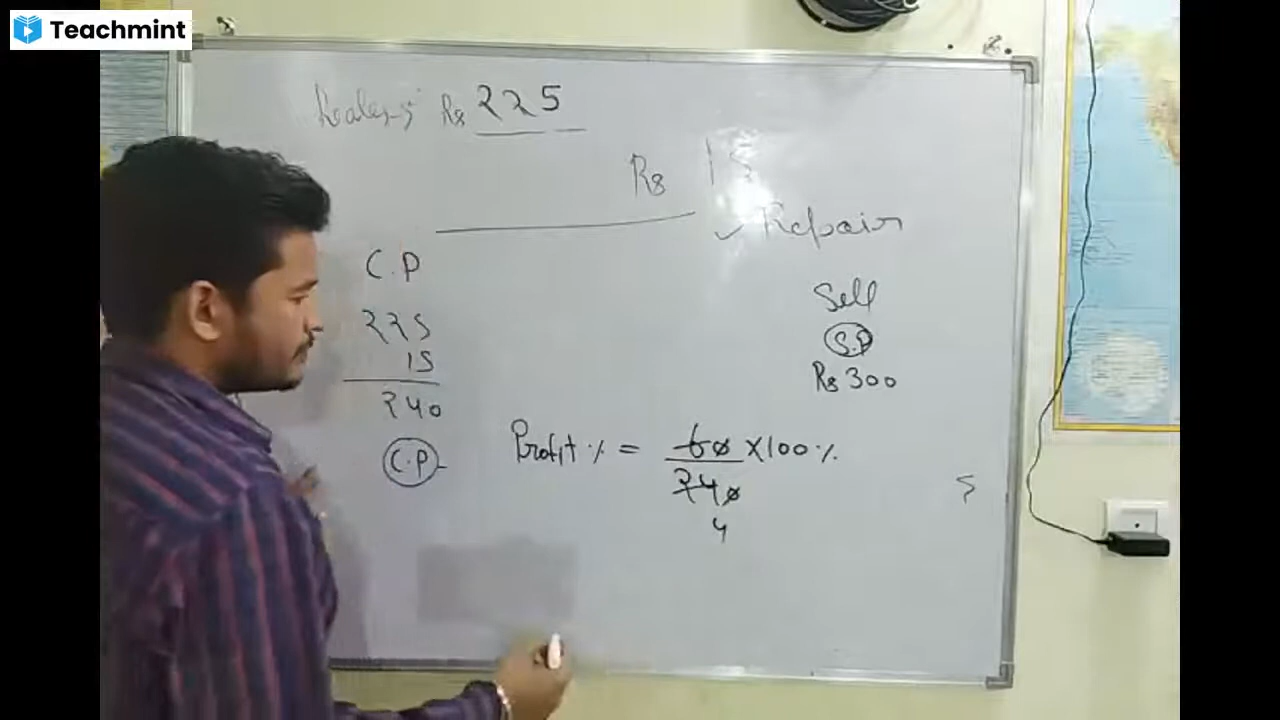 Teachmint
Rs 225
Rs 15
Repair
C.P
225
15
240
C.P
Sell
S.P
Rs 300
Profit % = 60 × 100 %
240
4